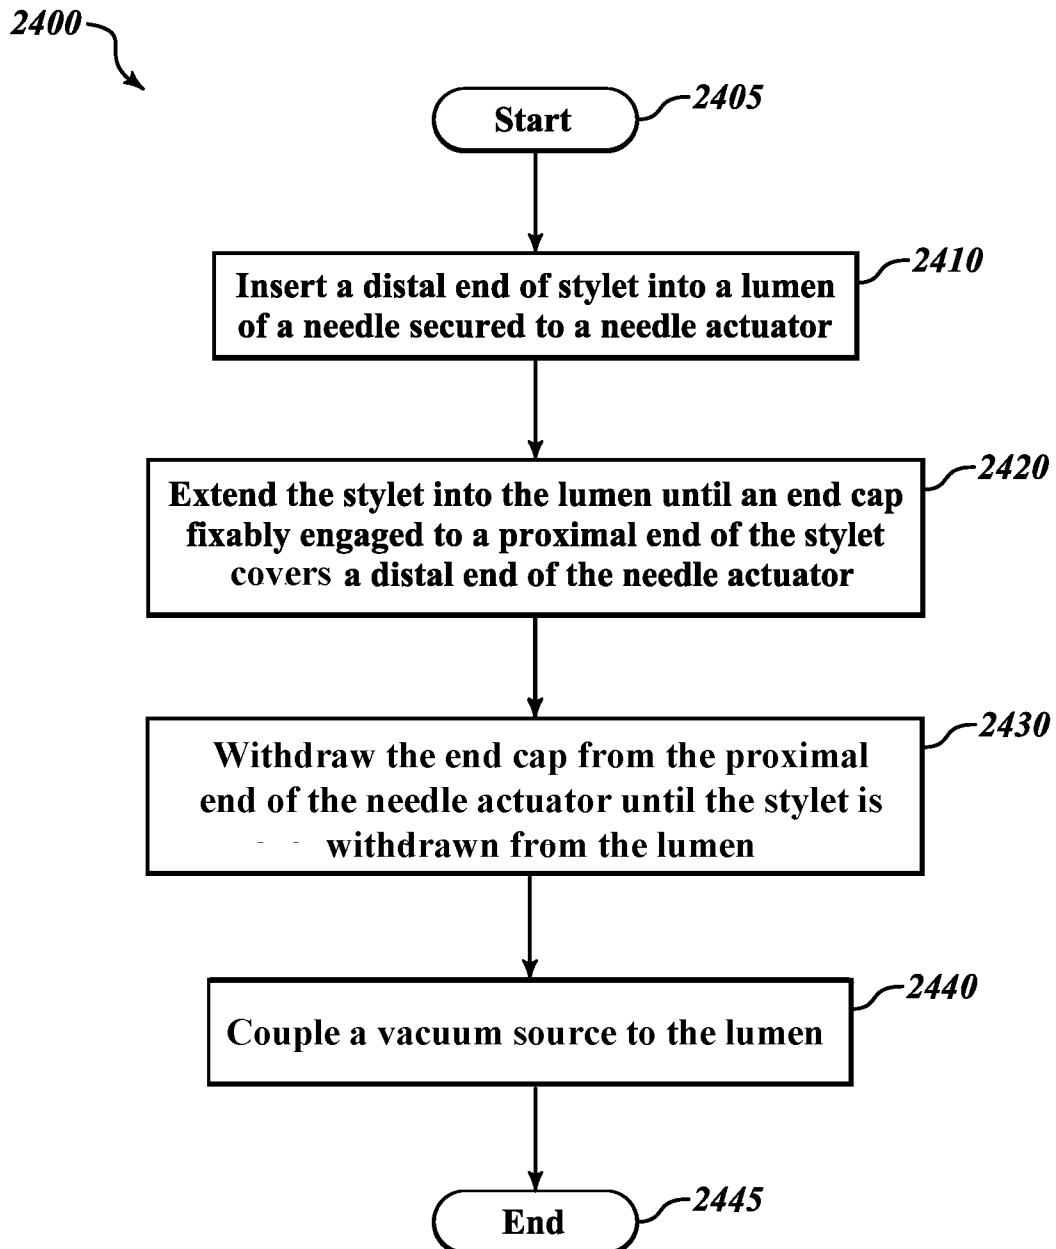 2400
Start
2405
Insert a distal end of stylet into a lumen
of a needle secured to a needle actuator
2410
Extend the stylet into the lumen until an end cap
fixably engaged to a proximal end of the stylet
covers a distal end of the needle actuator
2420
Withdraw the end cap from the proximal
end of the needle actuator until the stylet is
withdrawn from the lumen
2430
Couple a vacuum source to the lumen
2440
End
2445